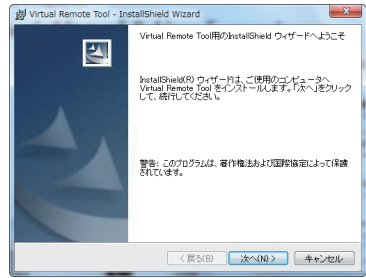 Virtual Remote Tool - InstallShield Wizard
Virtual Remote Tool用のInstallShield ウィザードへようこそ
InstallShield(R) ウィザードは、ご使用のコンピュータへ
Virtual Remote Tool をインストールします。「次へ」をクリック
して、続行してください。
警告: このプログラムは、著作権法および国際協定によって保護
されています。
< 戻る(B)
次へ(N) >
キャンセル